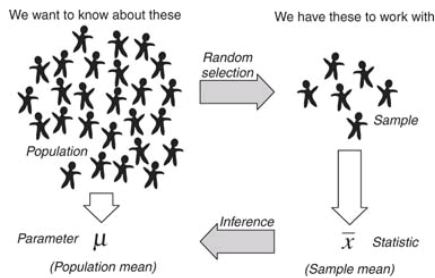 We want to know about these
We have these to work with
Random
selection
Population
Sample
Inference
Parameter μ
x̅ Statistic
(Population mean)
(Sample mean)